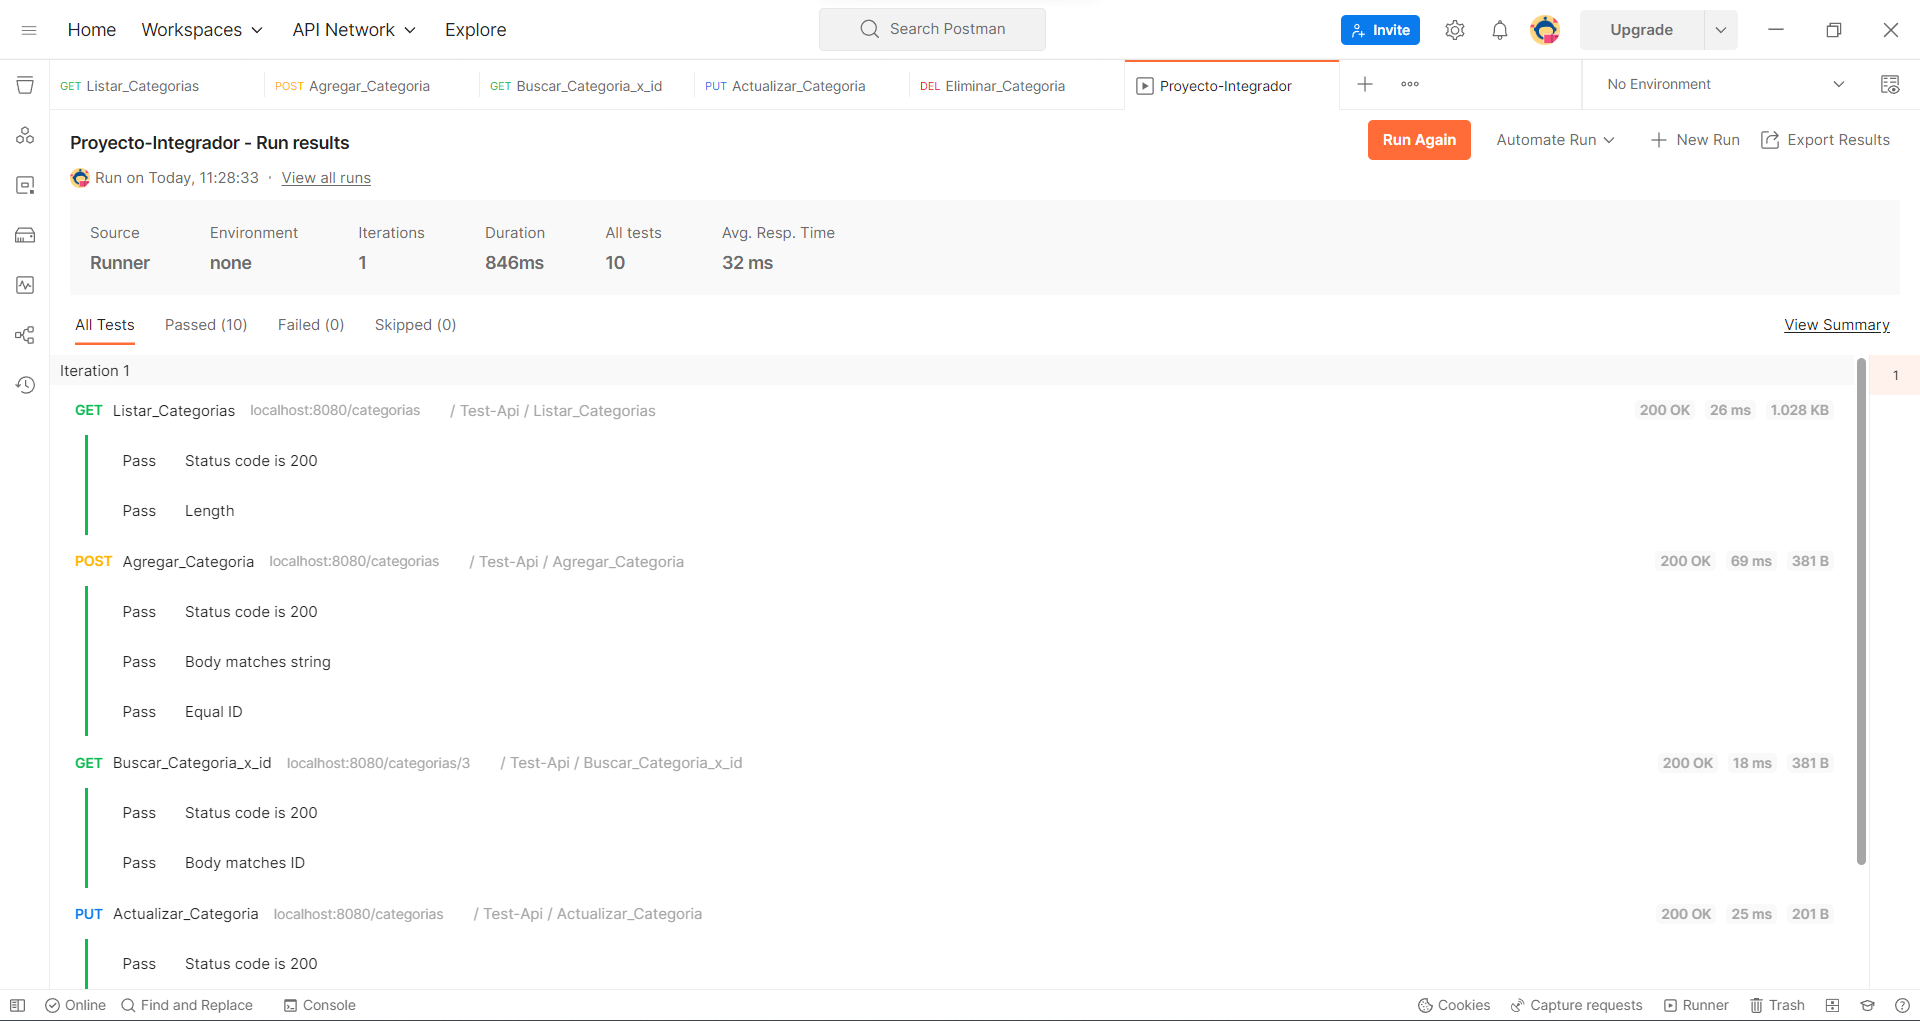 Home Workspaces API Network Explore Search Postman Invite Upgrade
GET Listar_Categorias POST Agregar_Categoria GET Buscar_Categoria_x_id PUT Actualizar_Categoria DEL Eliminar_Categoria Proyecto-Integrador No Environment
Proyecto-Integrador - Run results Run Again Automate Run New Run Export Results
Run on Today, 11:28:33 · View all runs
Source Environment Iterations Duration All tests Avg. Resp. Time
Runner none 1 846ms 10 32 ms
All Tests Passed (10) Failed (0) Skipped (0) View Summary
Iteration 1 1
GET Listar_Categorias localhost:8080/categorias / Test-Api / Listar_Categorias 200 OK 26 ms 1.028 KB
Pass Status code is 200
Pass Length
POST Agregar_Categoria localhost:8080/categorias / Test-Api / Agregar_Categoria 200 OK 69 ms 381 B
Pass Status code is 200
Pass Body matches string
Pass Equal ID
GET Buscar_Categoria_x_id localhost:8080/categorias/3 / Test-Api / Buscar_Categoria_x_id 200 OK 18 ms 381 B
Pass Status code is 200
Pass Body matches ID
PUT Actualizar_Categoria localhost:8080/categorias / Test-Api / Actualizar_Categoria 200 OK 25 ms 201 B
Pass Status code is 200
Online Find and Replace Console Cookies Capture requests Runner Trash